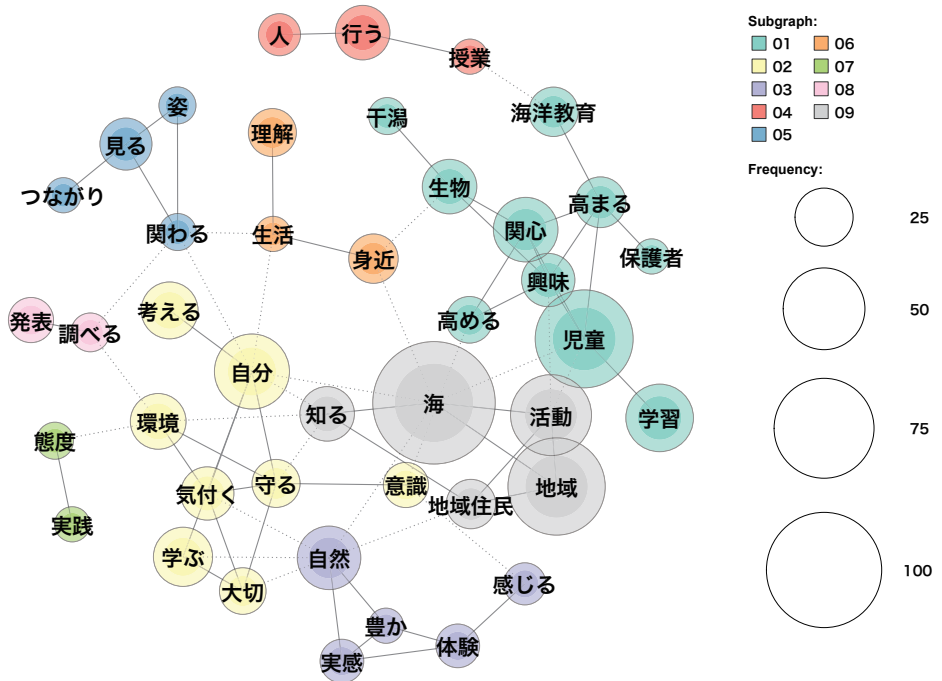 人
行う
授業
Subgraph:
01
06
02
07
03
08
04
09
05
姿
見る
つながり
関わる
理解
生活
身近
干潟
海洋教育
生物
関心
高まる
保護者
興味
高める
児童
学習
Frequency:
25
50
75
100
発表
調べる
考える
自分
環境
知る
海
活動
態度
実践
気付く
守る
意識
地域住民
地域
学ぶ
大切
自然
感じる
豊か
実感
体験